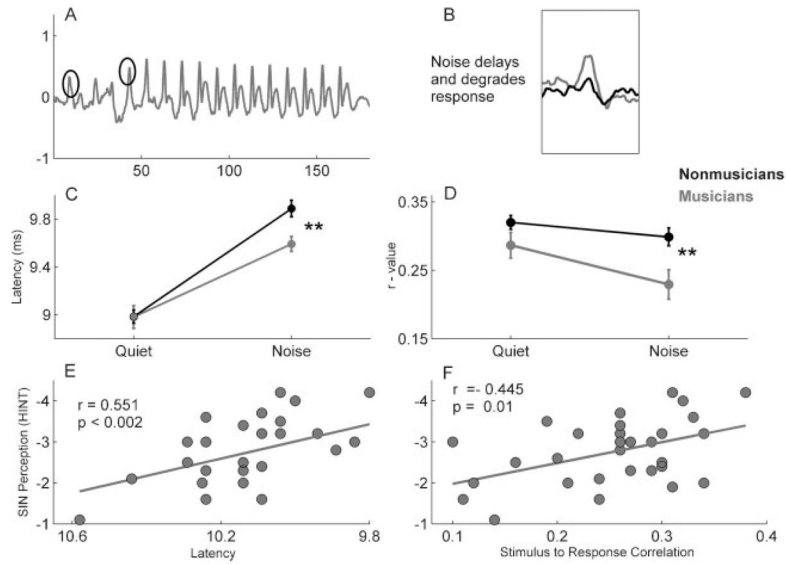 A
1
0
-1
50
100
150
B
Noise delays
and degrades
response
Nonmusicians
Musicians
C
Latency (ms)
9.8
9.4
9
**
Quiet
Noise
D
r - value
0.35
0.25
0.15
**
Quiet
Noise
E
SIN Perception (HINT)
r = 0.551
p < 0.002
-4
-3
-2
-1
10.6
10.2
9.8
Latency
F
r =- 0.445
p = 0.01
-4
-3
-2
-1
0.1
0.2
0.3
0.4
Stimulus to Response Correlation